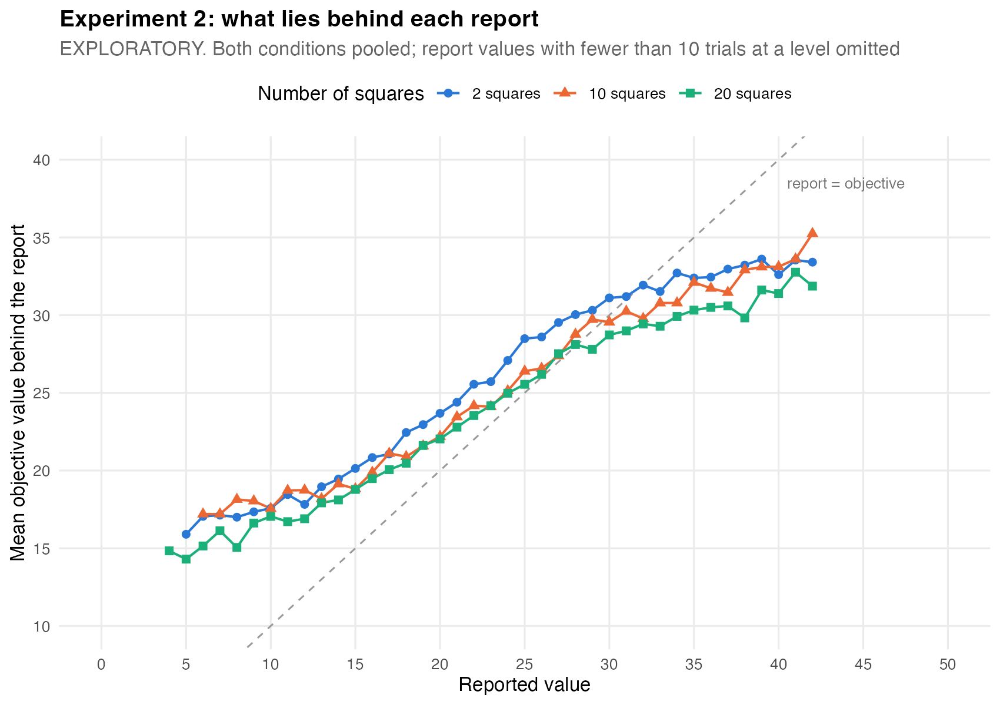 Experiment 2: what lies behind each report
EXPLORATORY. Both conditions pooled; report values with fewer than 10 trials at a level omitted
Number of squares 2 squares 10 squares 20 squares
40
report = objective
35
30
25
20
15
10
Mean objective value behind the report
0 5 10 15 20 25 30 35 40 45 50
Reported value